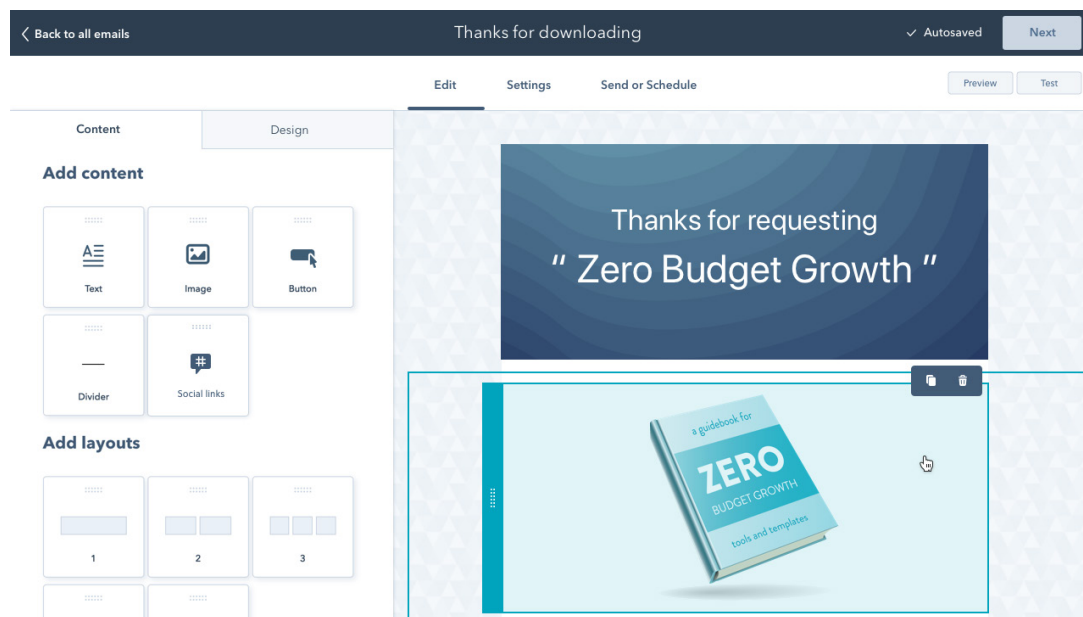 Back to all emails
Thanks for downloading
Autosaved
Next
Edit
Settings
Send or Schedule
Preview
Test
Content
Design
Add content
Text
Image
Button
Divider
Social links
Add layouts
1
2
3
Thanks for requesting
“ Zero Budget Growth ”
a guidebook for
ZERO
BUDGET GROWTH
tools and templates